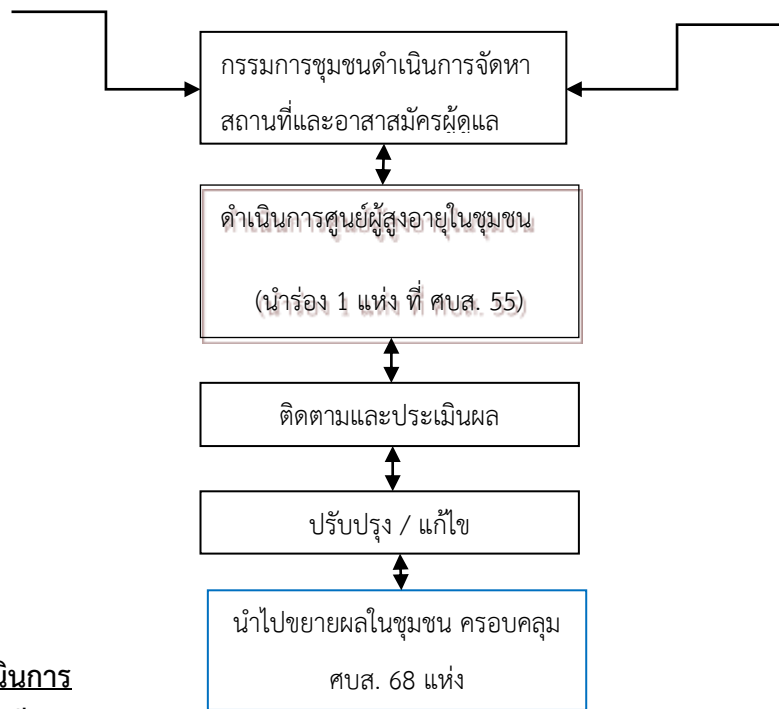 กรรมการชุมชนดำเนินการจัดหา
สถานที่และอาสาสมัครผู้ดูแล
ดำเนินการศูนย์ผู้สูงอายุในชุมชน
(นำร่อง 1 แห่ง ที่ ศบส. 55)
ติดตามและประเมินผล
ปรับปรุง / แก้ไข
นำไปขยายผลในชุมชน ครอบคลุม
ศบส. 68 แห่ง
นินการ